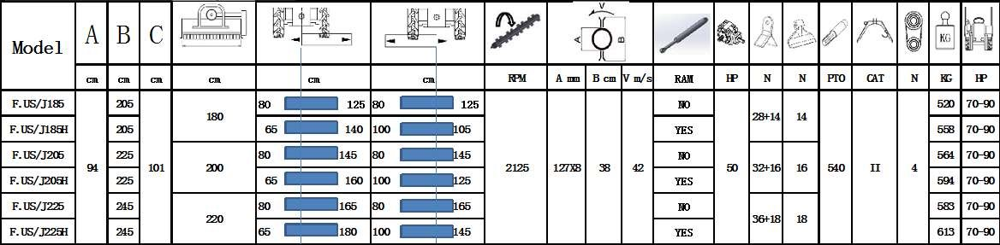 Model A B C V A B KG
cm cm cm cm cm cm RPM A mm B cm V m/s RAM HP N N PTO CAT N KG HP
F.US/J185 205 80 125 80 125 NO 520 70-90
180 28+14 14
F.US/J185H 205 65 140 100 105 YES 558 70-90
F.US/J205 225 80 145 80 145 NO 564 70-90
94 101 200 2125 127X8 38 42 50 32+16 16 540 II 4
F.US/J205H 225 65 160 100 125 YES 594 70-90
F.US/J225 245 80 165 80 165 NO 583 70-90
220 36+18 18
F.US/J225H 245 65 180 100 145 YES 613 70-90